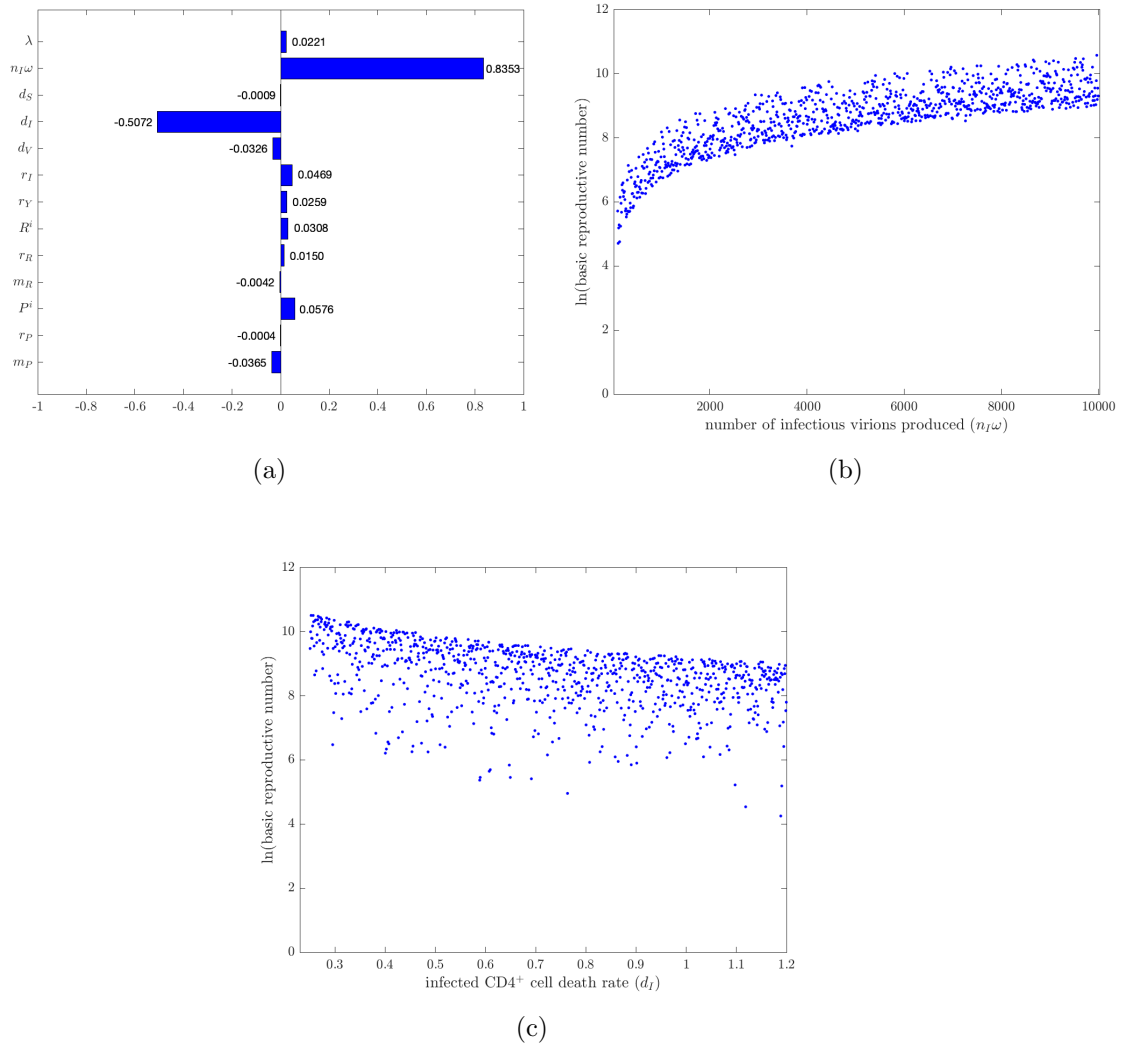 λ
0.0221
n_Iω
0.8353
d_S
-0.0009
d_I
-0.5072
d_V
-0.0326
r_I
0.0469
r_Y
0.0259
R^i
0.0308
r_R
0.0150
m_R
-0.0042
P^i
0.0576
r_P
-0.0004
m_P
-0.0365
-1 -0.8 -0.6 -0.4 -0.2 0 0.2 0.4 0.6 0.8 1
(a)
ln(basic reproductive number)
12
10
8
6
4
2
0
2000 4000 6000 8000 10000
number of infectious virions produced (n_Iω)
(b)
ln(basic reproductive number)
12
10
8
6
4
2
0
0.3 0.4 0.5 0.6 0.7 0.8 0.9 1 1.1 1.2
infected CD4⁺ cell death rate (d_I)
(c)